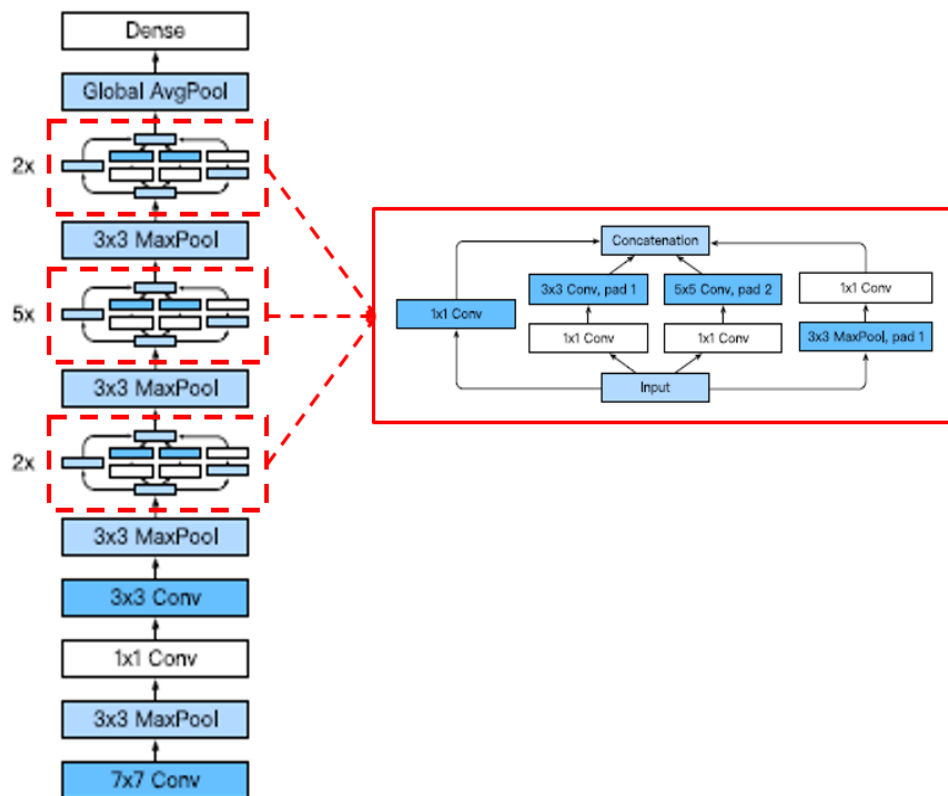 Dense
Global AvgPool
2x
3x3 MaxPool
5x
3x3 MaxPool
2x
3x3 MaxPool
3x3 Conv
1x1 Conv
3x3 MaxPool
7x7 Conv
Concatenation
3x3 Conv, pad 1
5x5 Conv, pad 2
1x1 Conv
1x1 Conv
1x1 Conv
1x1 Conv
3x3 MaxPool, pad 1
Input